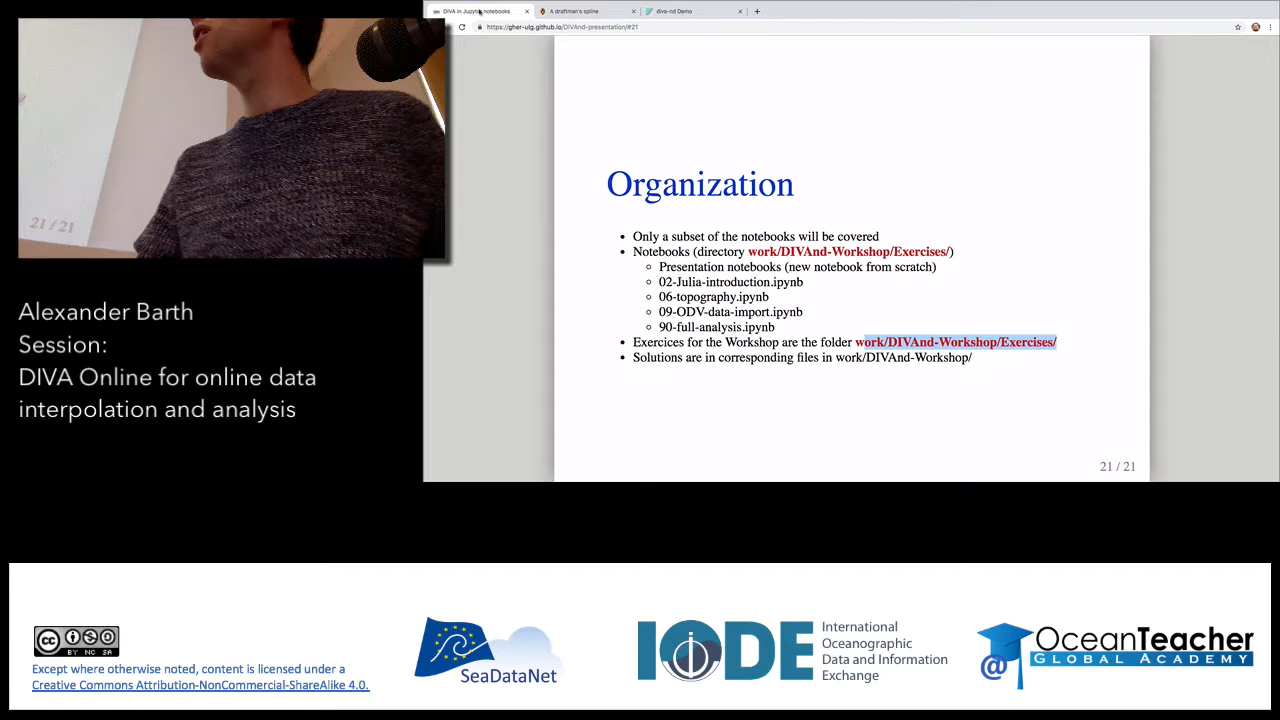 DIVA in Jupyter notebooks
A draftman's spline
diva-nd Demo
https://gher-ulg.github.io/DIVAnd-presentation/#21
21 / 21
Organization
• Only a subset of the notebooks will be covered
• Notebooks (directory work/DIVAnd-Workshop/Exercises/)
Presentation notebooks (new notebook from scratch)
02-Julia-introduction.ipynb
06-topography.ipynb
09-ODV-data-import.ipynb
90-full-analysis.ipynb
• Exercices for the Workshop are the folder work/DIVAnd-Workshop/Exercises/
• Solutions are in corresponding files in work/DIVAnd-Workshop/
21 / 21
Alexander Barth
Session:
DIVA Online for online data
interpolation and analysis
cc BY NC SA
Except where otherwise noted, content is licensed under a
Creative Commons Attribution-NonCommercial-ShareAlike 4.0.
SeaDataNet
IODE
International
Oceanographic
Data and Information
Exchange
@
OceanTeacher
GLOBAL ACADEMY